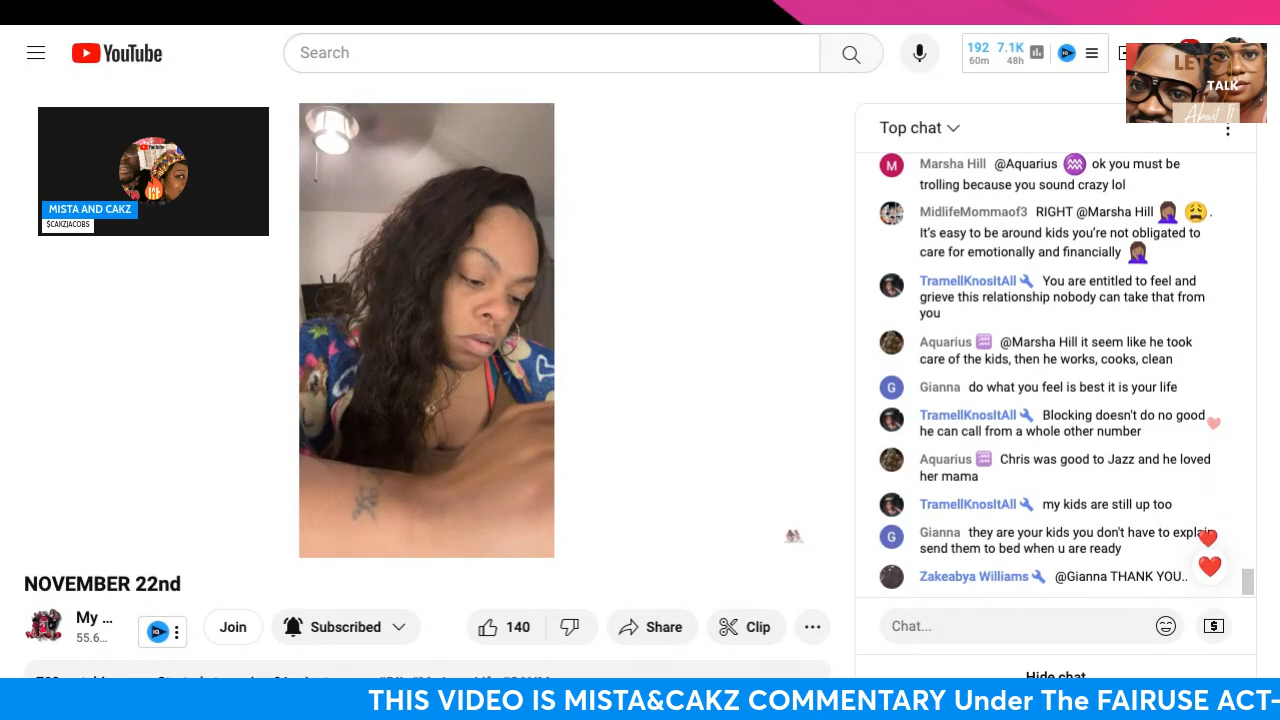 YouTube
Search
192 7.1K
60m 48h
LETS
TALK
About It
MISTA AND CAKZ
$CAKZJACOBS
Top chat
M Marsha Hill @Aquarius ♒ ok you must be
trolling because you sound crazy lol
MidlifeMommaof3 RIGHT @Marsha Hill 🤦🏽‍♀️ 😩.
It’s easy to be around kids you’re not obligated to
care for emotionally and financially 🤦🏽‍♀️
TramellKnosItAll You are entitled to feel and
grieve this relationship nobody can take that from
you
Aquarius ♒ @Marsha Hill it seem like he took
care of the kids, then he works, cooks, clean
G Gianna do what you feel is best it is your life
TramellKnosItAll Blocking doesn't do no good
he can call from a whole other number
Aquarius ♒ Chris was good to Jazz and he loved
her mama
TramellKnosItAll my kids are still up too
G Gianna they are your kids you don't have to explain
send them to bed when u are ready
Zakeabya Williams @Gianna THANK YOU..
Chat...
Hide chat
NOVEMBER 22nd
My ...
55.6...
Join
Subscribed
140
Share
Clip
THIS VIDEO IS MISTA&CAKZ COMMENTARY Under The FAIRUSE ACT-